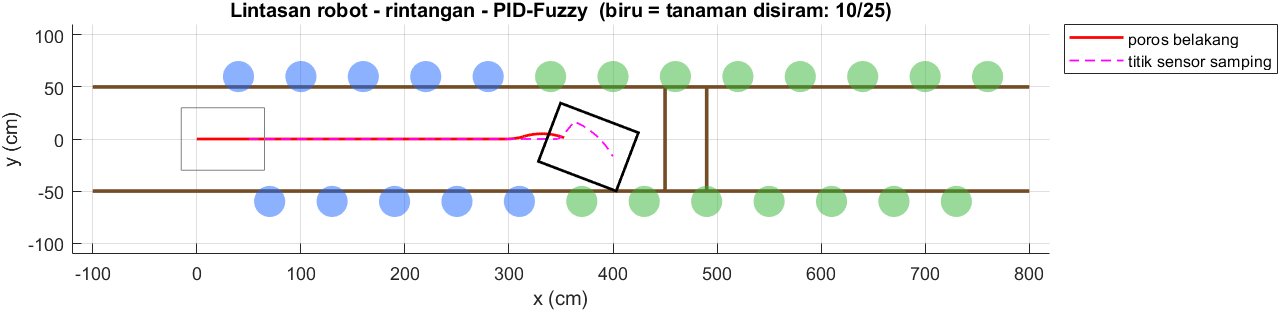 Lintasan robot - rintangan - PID-Fuzzy (biru = tanaman disiram: 10/25)
poros belakang
titik sensor samping
y (cm)
100
50
0
-50
-100
-100 0 100 200 300 400 500 600 700 800
x (cm)